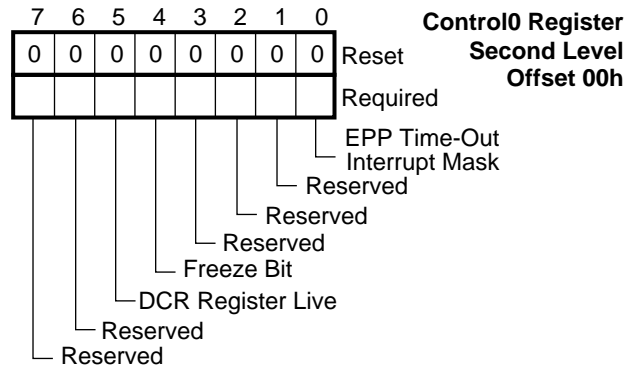 7 6 5 4 3 2 1 0
Control0 Register
Second Level
Offset 00h
0 0 0 0 0 0 0 0 Reset
Required
EPP Time-Out
Interrupt Mask
Reserved
Reserved
Reserved
Freeze Bit
DCR Register Live
Reserved
Reserved